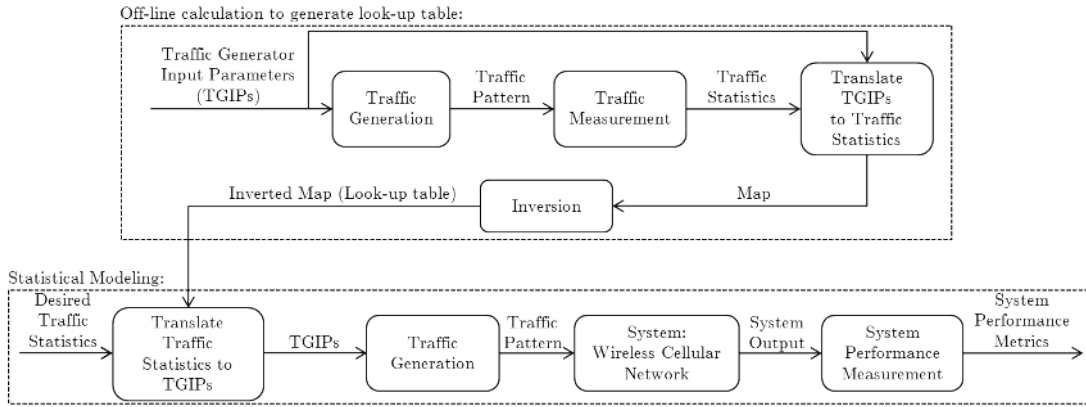 Off-line calculation to generate look-up table:
Traffic Generator
Input Parameters
(TGIPs)
Traffic
Generation
Traffic
Pattern
Traffic
Measurement
Traffic
Statistics
Translate
TGIPs
to Traffic
Statistics
Inverted Map (Look-up table)
Inversion
Map
Statistical Modeling:
Desired
Traffic
Statistics
Translate
Traffic
Statistics to
TGIPs
TGIPs
Traffic
Generation
Traffic
Pattern
System:
Wireless Cellular
Network
System
Output
System
Performance
Measurement
System
Performance
Metrics